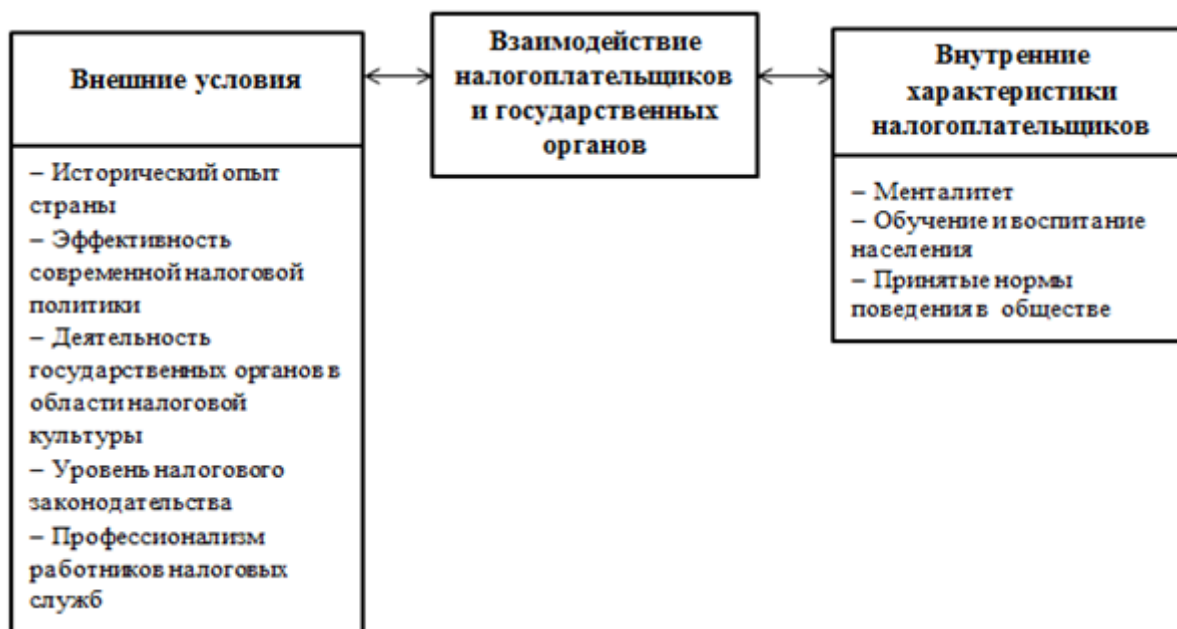 Внешние условия
– Исторический опыт
страны
– Эффективность
современной налоговой
политики
– Деятельность
государственных органов в
области налоговой
культуры
– Уровень налогового
законодательства
– Профессионализм
работников налоговых
служб
Взаимодействие
налогоплательщиков
и государственных
органов
Внутренние
характеристики
налогоплательщиков
– Менталитет
– Обучение и воспитание
населения
– Принятые нормы
поведения в обществе